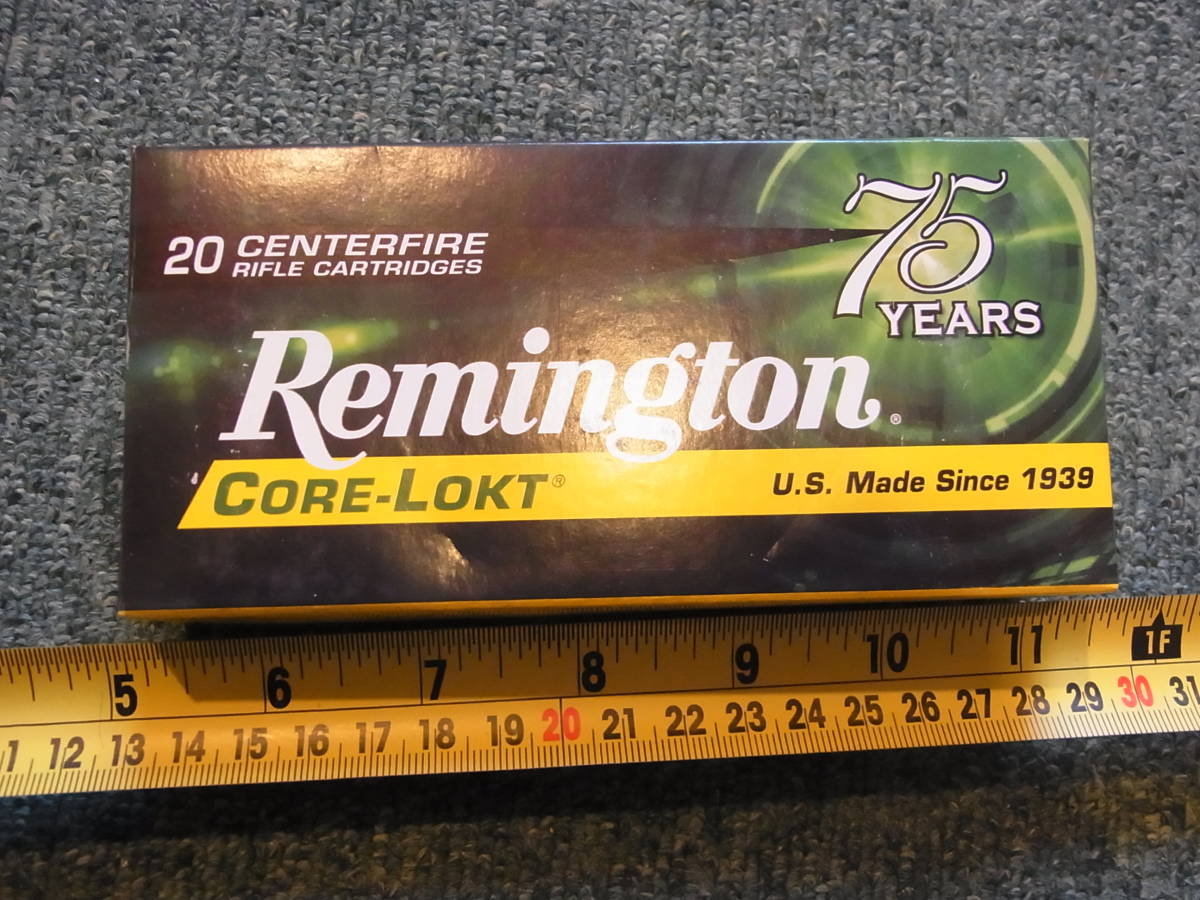 20 CENTERFIRE
RIFLE CARTRIDGES
75
YEARS
Remington®
CORE-LOKT®
U.S. Made Since 1939
5 6 7 8 9 10 11 1F
1 12 13 14 15 16 17 18 19 20 21 22 23 24 25 26 27 28 29 30 31